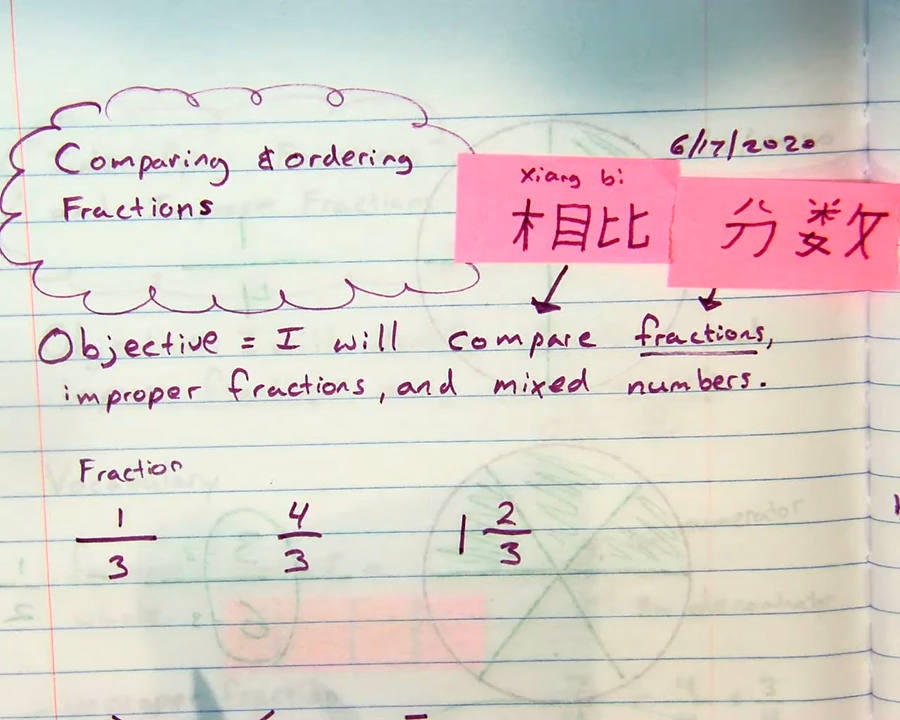 Comparing & ordering
Fractions
6/17/2020
Xiang bi
相比
分数
Objective = I will compare fractions,
improper fractions, and mixed numbers.
Fraction
1/3 4/3 1 2/3